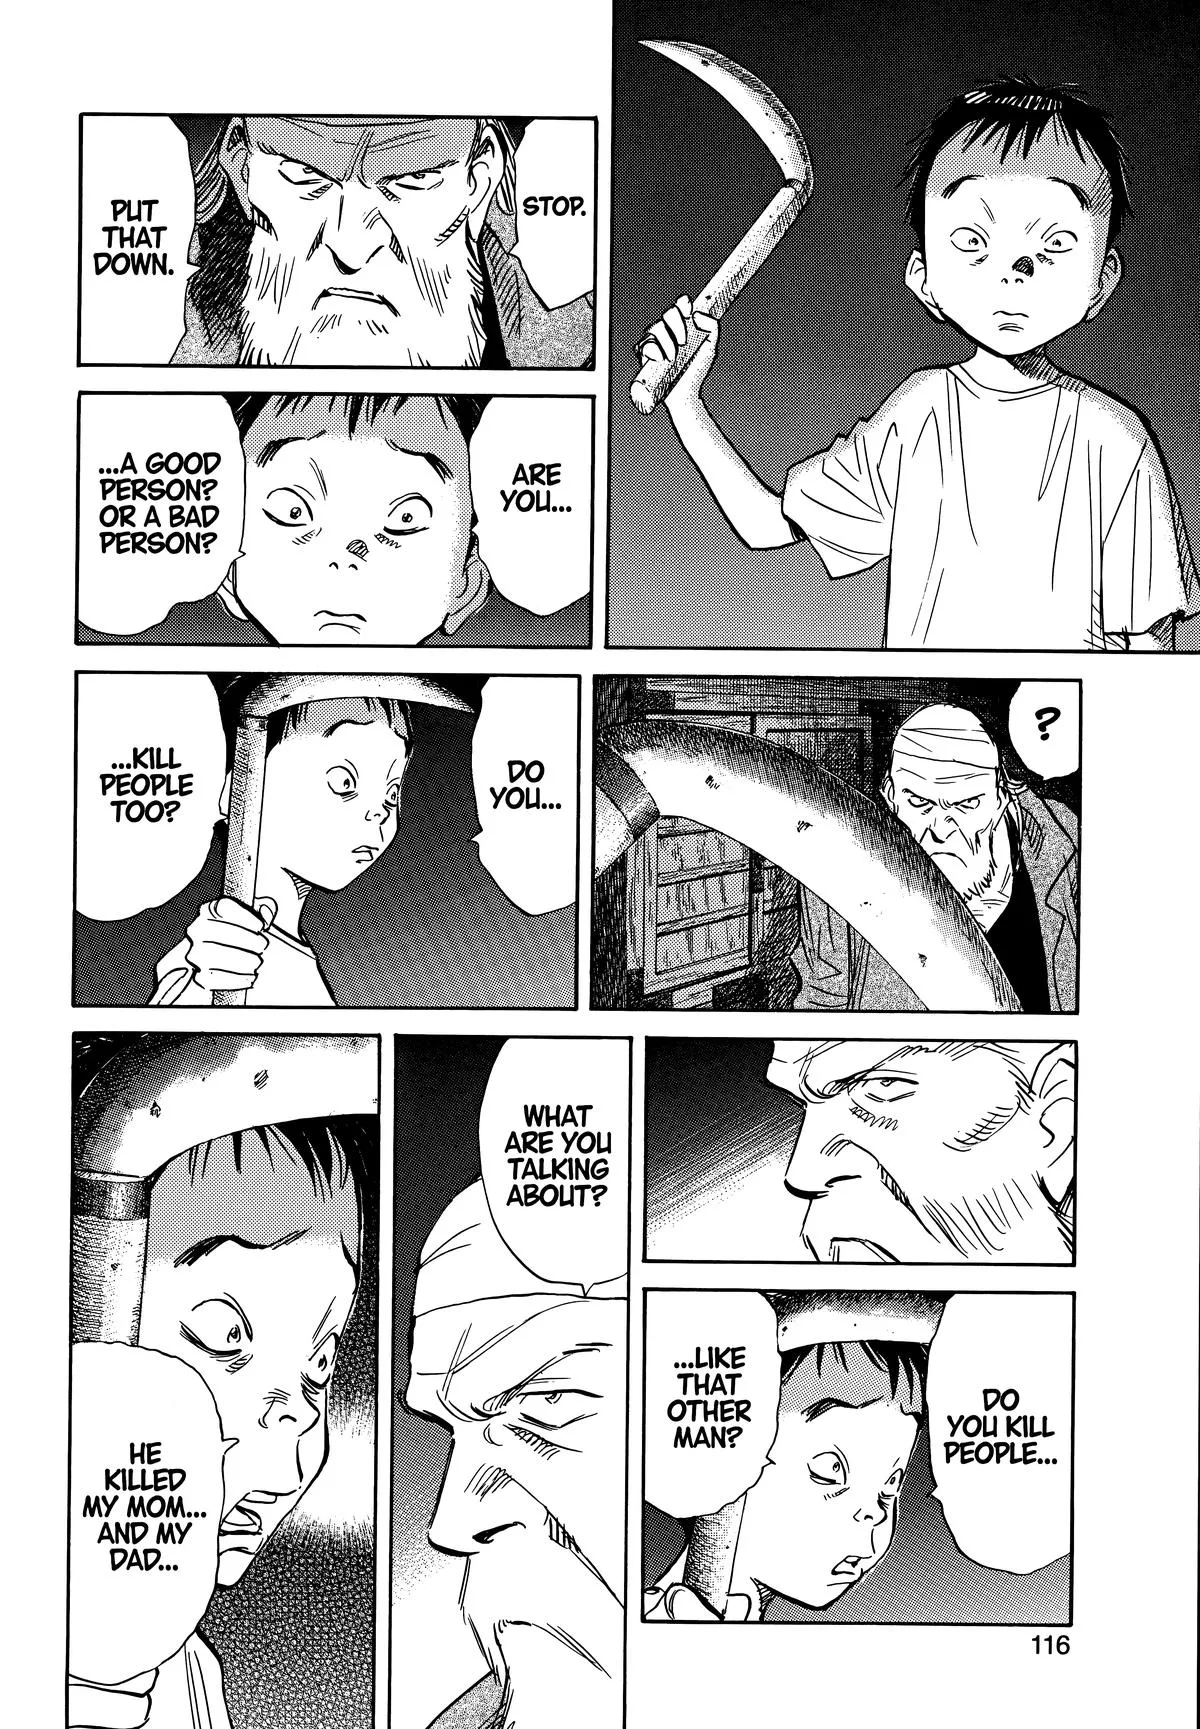 STOP.
PUT
THAT
DOWN.
ARE
YOU...
...A GOOD
PERSON?
OR A BAD
PERSON?
?
DO
YOU...
...KILL
PEOPLE
TOO?
DO
YOU KILL
PEOPLE...
...LIKE
THAT
OTHER
MAN?
WHAT
ARE YOU
TALKING
ABOUT?
HE
KILLED
MY MOM...
AND MY
DAD...
116